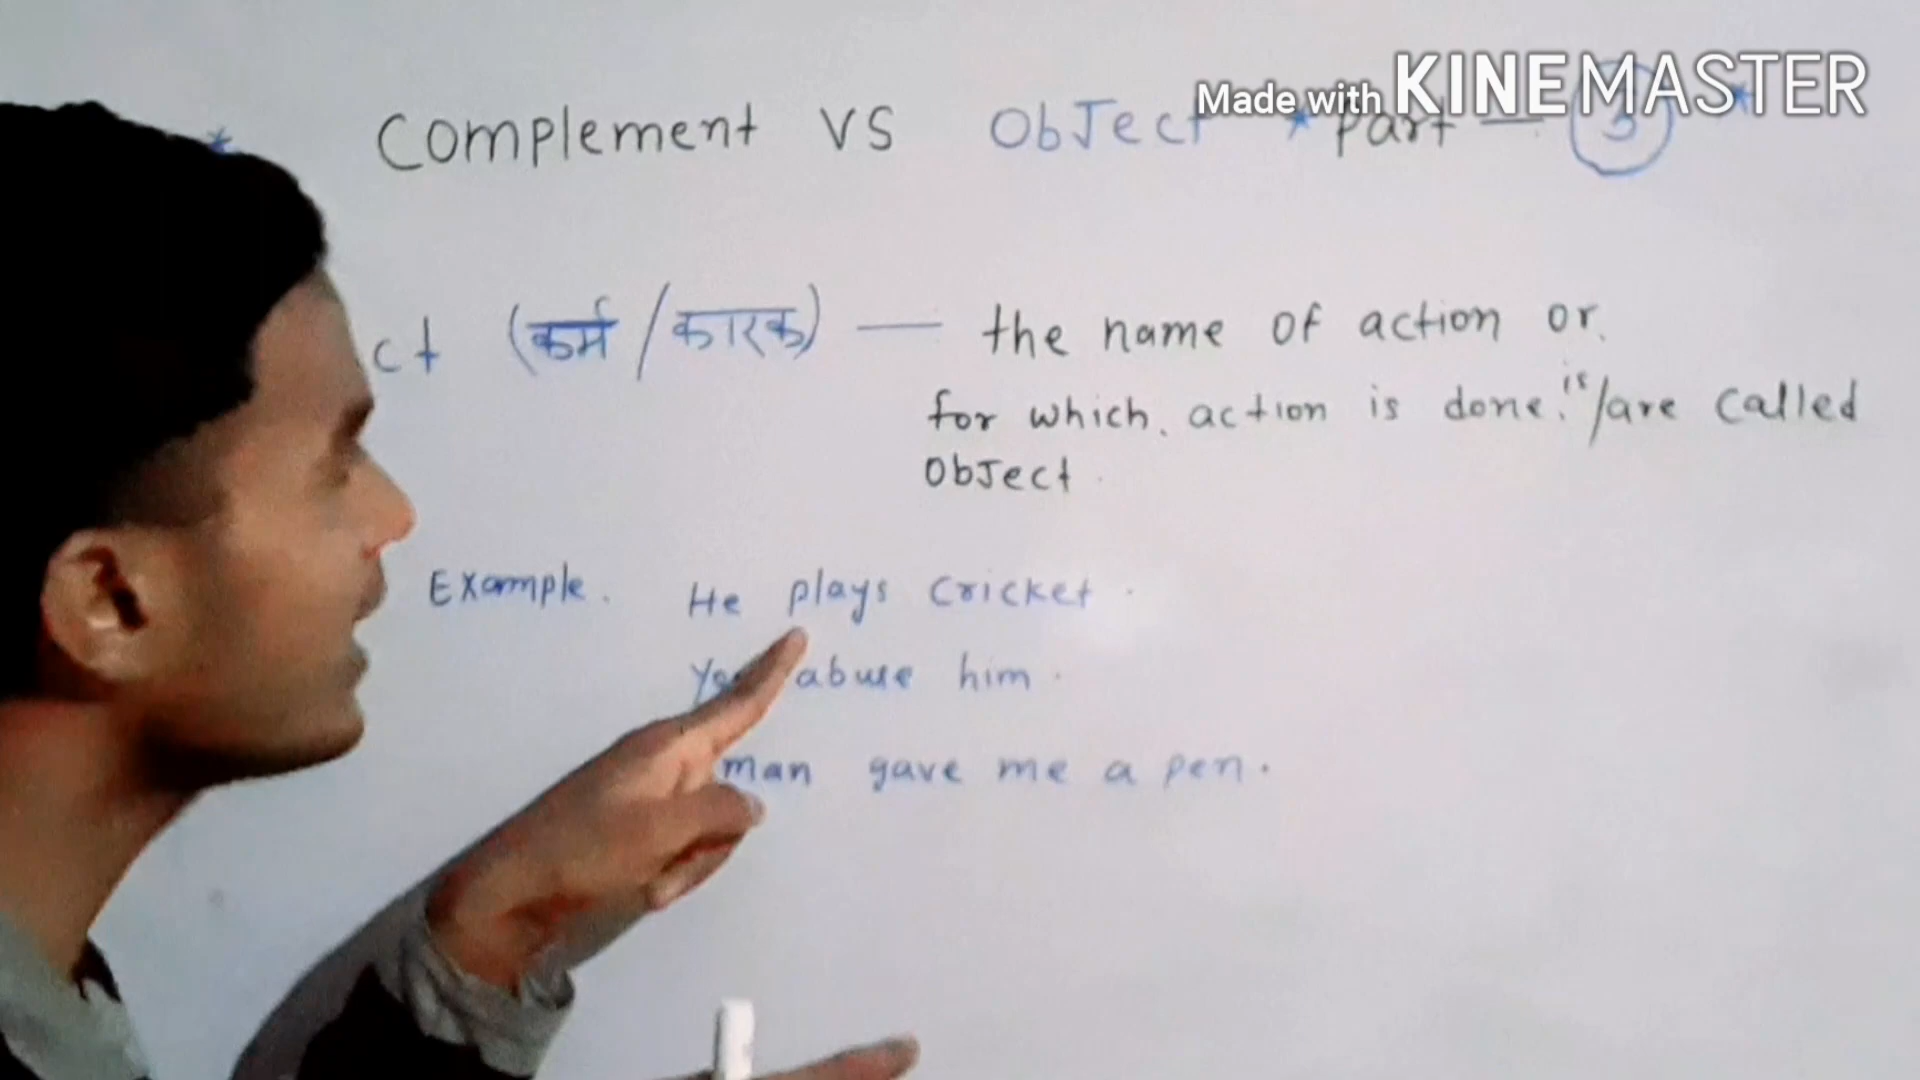 Made with KINEMASTER
* Complement VS Object * Part - 3 *
ct (कर्म / कारक) — the name of action or.
for which. action is done. is/are called
Object.
Example. He plays Cricket.
abuse him.
man gave me a pen.